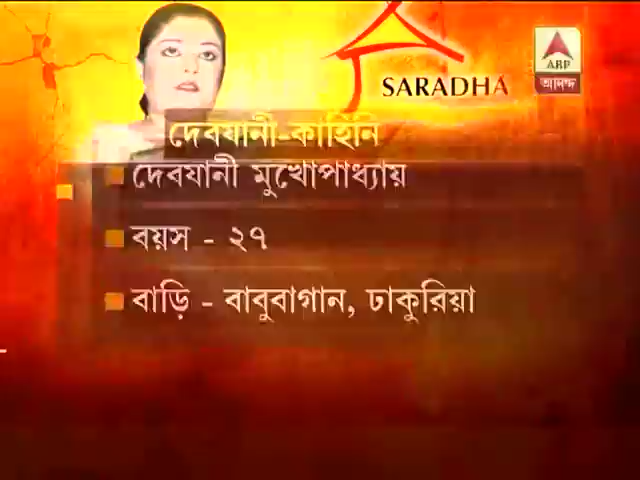 SARADHA
ABP
আনন্দ
দেবযানী-কাহিনি
দেবযানী মুখোপাধ্যায়
বয়স - ২৭
বাড়ি - বাবুবাগান, ঢাকুরিয়া